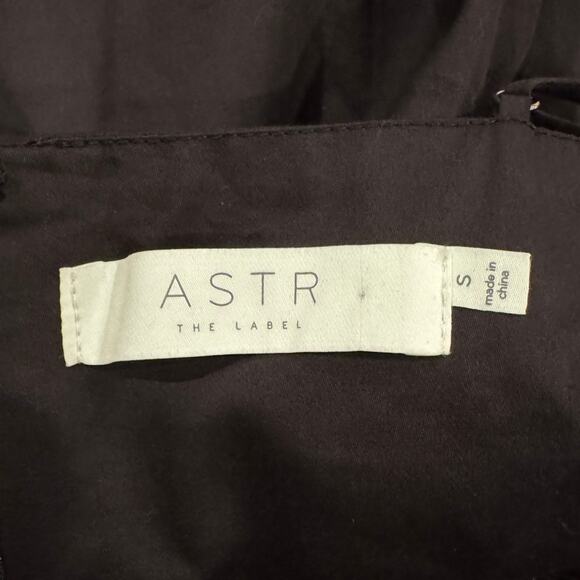 ASTR
THE LABEL
S
made in
china